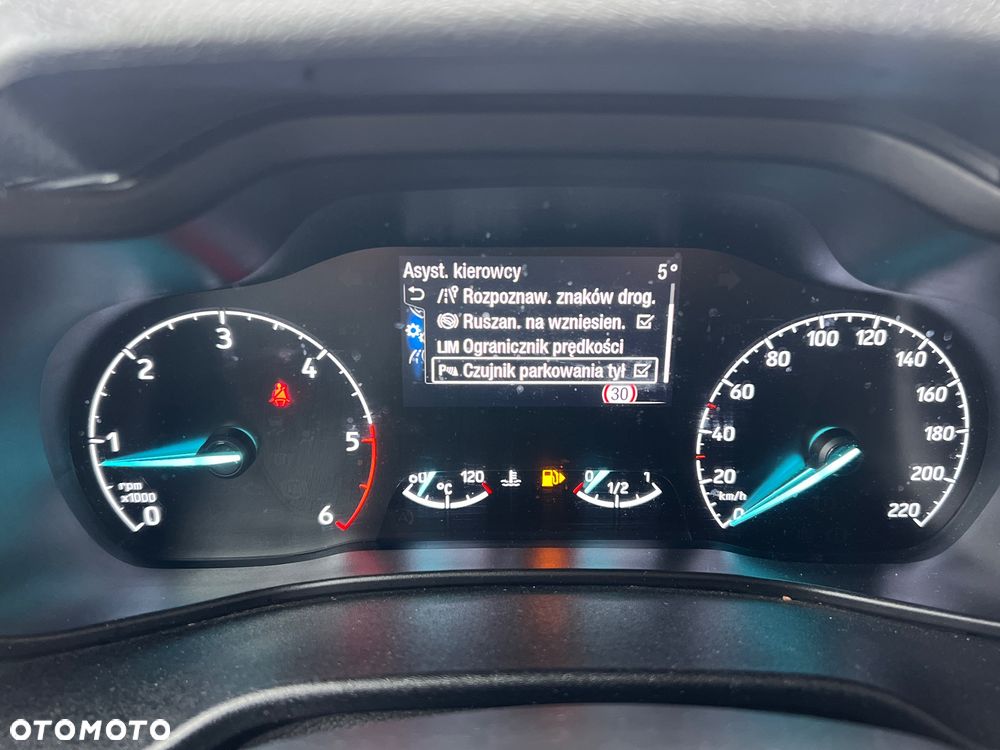 Asyst. kierowcy 5°
Rozpoznaw. znaków drog.
Ruszan. na wzniesien.
LIM Ogranicznik prędkości
P Czujnik parkowania tył
30
0
1
2
3
4
5
6
rpm
x1000
0 120
°C
0 1
1/2
0
20
40
60
80
100
120
140
160
180
200
220
km/h
OTOMOTO